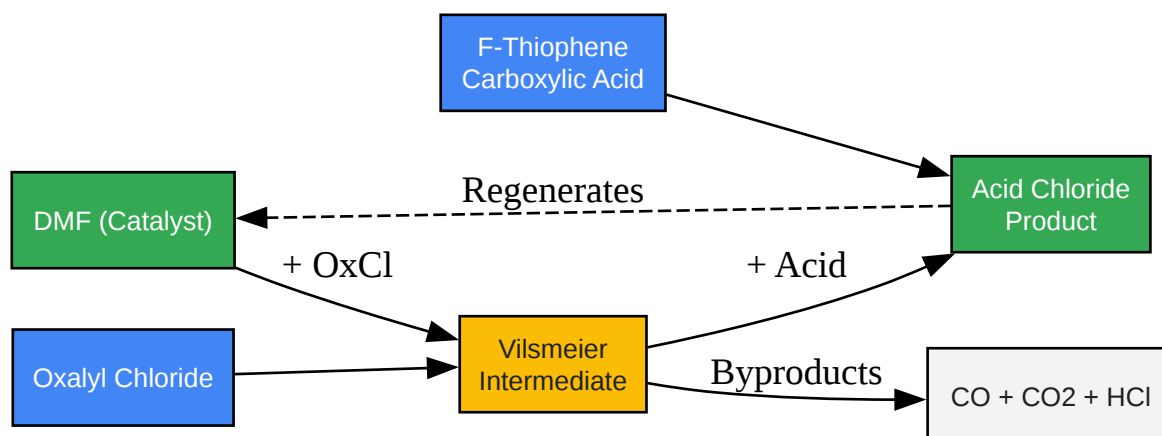 F-Thiophene
Carboxylic Acid
Acid Chloride
Product
Regenerates
DMF (Catalyst)
+ OxCl
+ Acid
Vilsmeier
Intermediate
Oxalyl Chloride
Byproducts
CO + CO2 + HCl